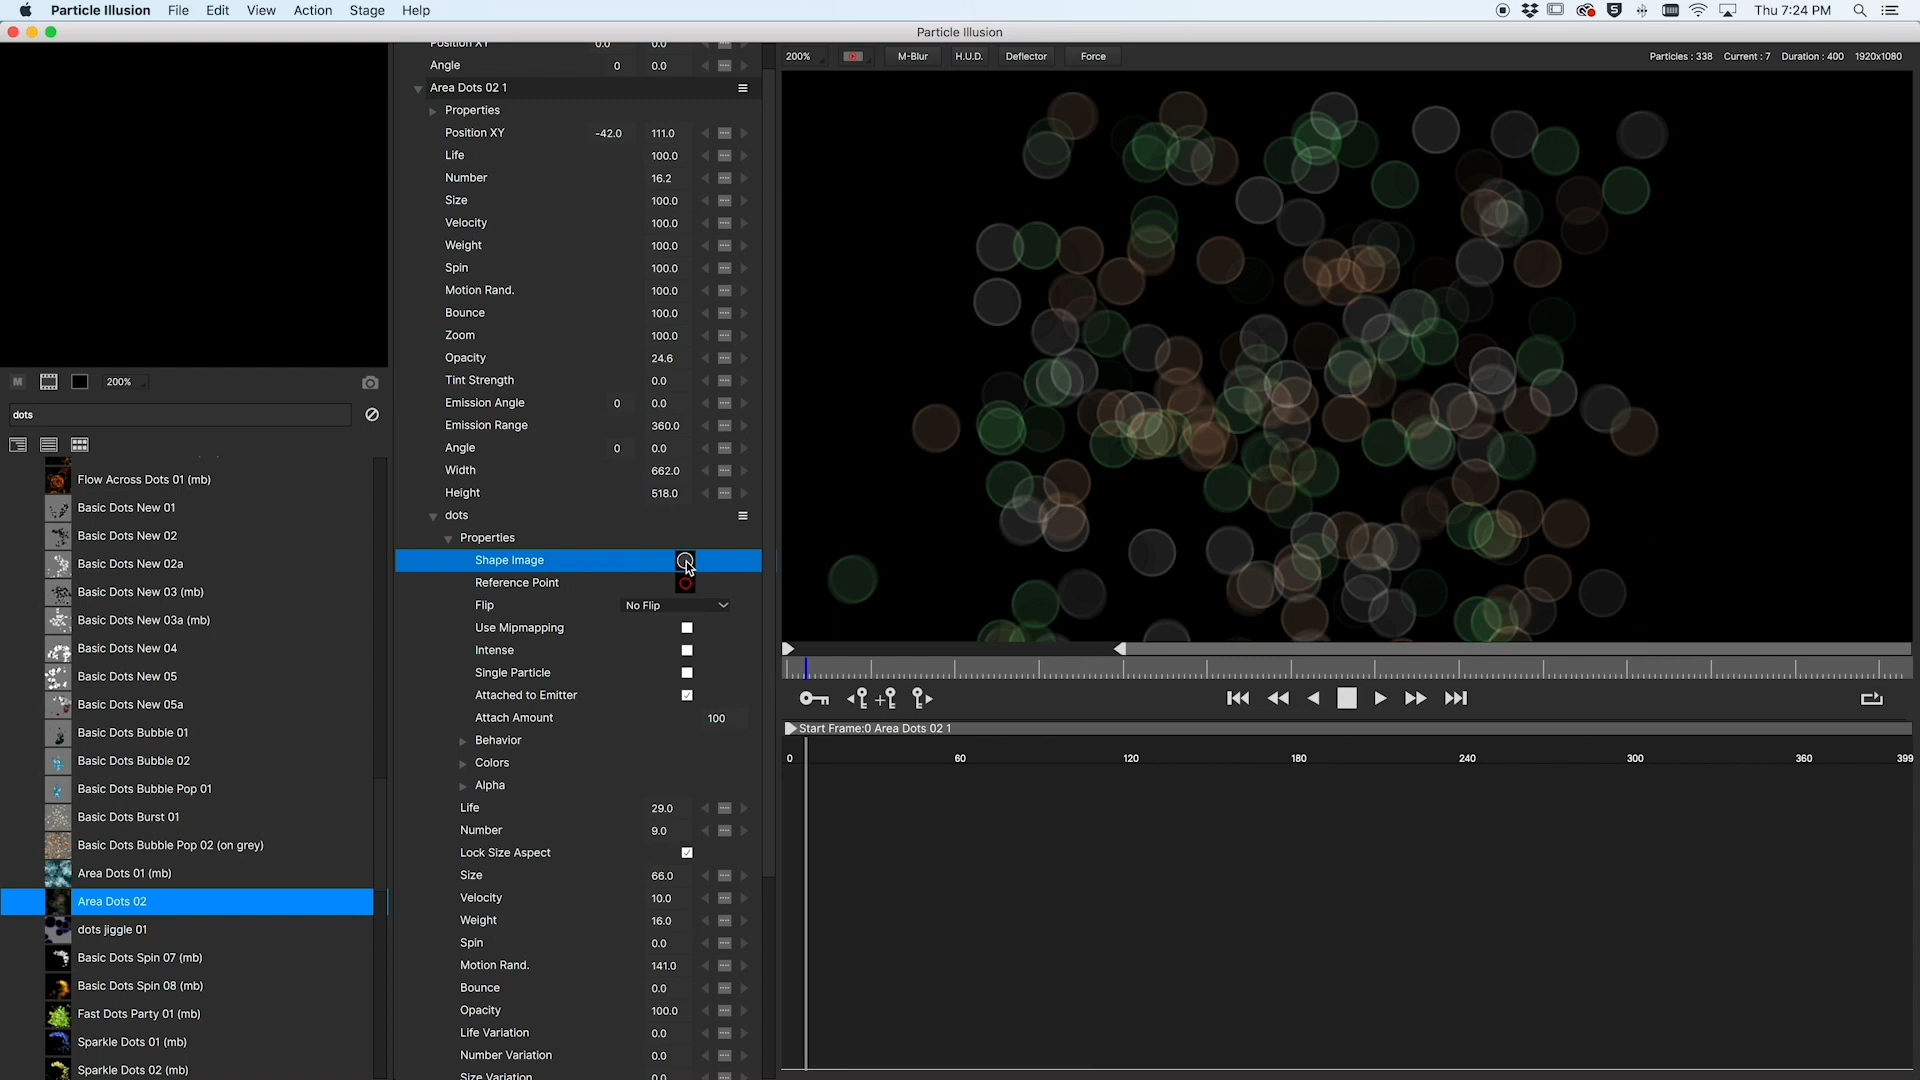 Particle Illusion File Edit View Action Stage Help
Thu 7:24 PM
Particle Illusion
Position XY 0.0 0.0
Angle 0 0.0
Area Dots 02 1
Properties
Position XY -42.0 111.0
Life 100.0
Number 16.2
Size 100.0
Velocity 100.0
Weight 100.0
Spin 100.0
Motion Rand. 100.0
Bounce 100.0
Zoom 100.0
Opacity 24.6
Tint Strength 0.0
Emission Angle 0 0.0
Emission Range 360.0
Angle 0 0.0
Width 662.0
Height 518.0
dots
Properties
Shape Image
Reference Point
Flip No Flip
Use Mipmapping
Intense
Single Particle
Attached to Emitter
Attach Amount 100
Behavior
Colors
Alpha
Life 29.0
Number 9.0
Lock Size Aspect
Size 66.0
Velocity 10.0
Weight 16.0
Spin 0.0
Motion Rand. 141.0
Bounce 0.0
Opacity 100.0
Life Variation 0.0
Number Variation 0.0
Size Variation 0.0
M 200%
dots
Flow Across Dots 01 (mb)
Basic Dots New 01
Basic Dots New 02
Basic Dots New 02a
Basic Dots New 03 (mb)
Basic Dots New 03a (mb)
Basic Dots New 04
Basic Dots New 05
Basic Dots New 05a
Basic Dots Bubble 01
Basic Dots Bubble 02
Basic Dots Bubble Pop 01
Basic Dots Burst 01
Basic Dots Bubble Pop 02 (on grey)
Area Dots 01 (mb)
Area Dots 02
dots jiggle 01
Basic Dots Spin 07 (mb)
Basic Dots Spin 08 (mb)
Fast Dots Party 01 (mb)
Sparkle Dots 01 (mb)
Sparkle Dots 02 (mb)
200% M-Blur H.U.D. Deflector Force
Particles : 338 Current : 7 Duration : 400 1920x1080
Start Frame:0 Area Dots 02 1
0 60 120 180 240 300 360 399